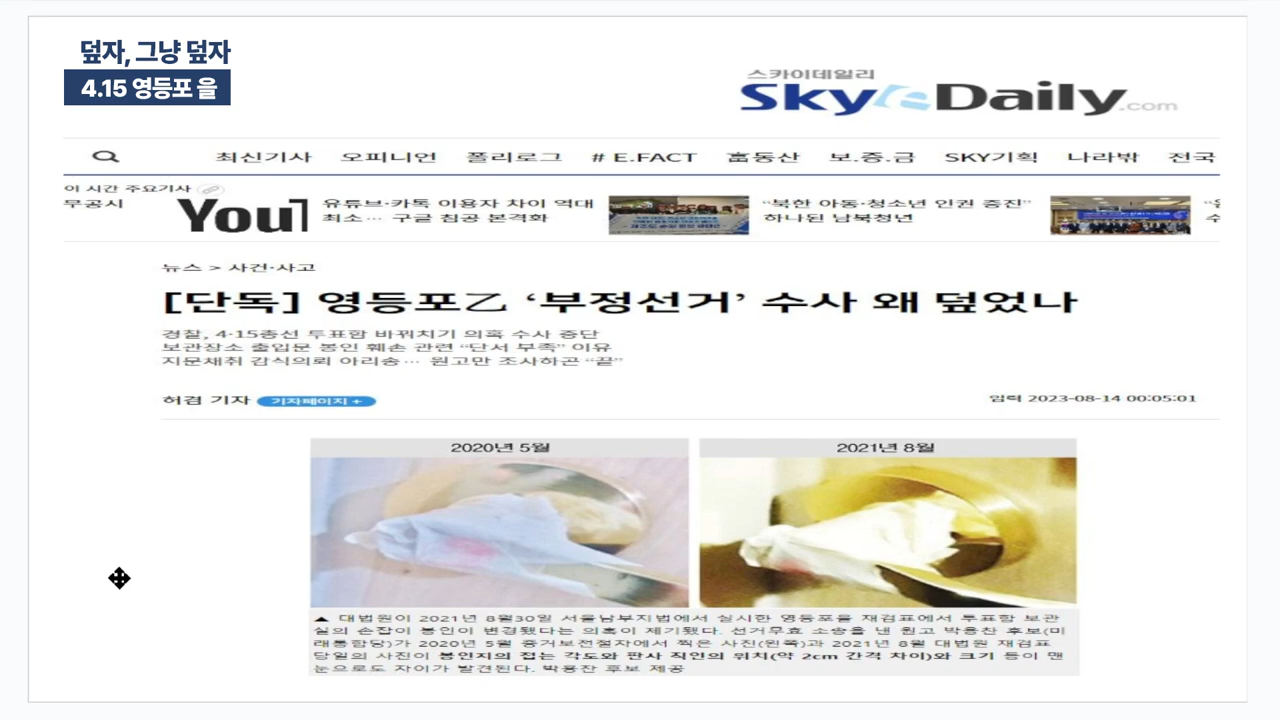 덮자, 그냥 덮자
4.15 영등포 을
스카이데일리
SkyeDaily.com
최신기사 오피니언 폴리로그 # E.FACT 富동산 보.증.금 SKY기획 나라밖 전국
이 시간 주요기사
무공시
You
유튜브·카톡 이용자 차이 역대
최소… 구글 침공 본격화
“북한 아동·청소년 인권 증진”
하나된 남북청년
뉴스 > 사건·사고
[단독] 영등포乙 ‘부정선거’ 수사 왜 덮었나
경찰, 4·15총선 투표함 바꿔치기 의혹 수사 중단
보관장소 출입문 봉인 훼손 관련 “단서 부족” 이유
지문채취 감식의뢰 아리송… 원고만 조사하곤 “끝”
허겸 기자 기자페이지 +
입력 2023-08-14 00:05:01
2020년 5월
2021년 8월
▲ 대법원이 2021년 8월30일 서울남부지법에서 실시한 영등포을 재검표에서 투표함 보관
실의 손잡이 봉인이 변경됐다는 의혹이 제기됐다. 선거무효 소송을 낸 원고 박용찬 후보(미
래통합당)가 2020년 5월 증거보전절차에서 찍은 사진(왼쪽)과 2021년 8월 대법원 재검표
당일의 사진이 봉인지의 접는 각도와 판사 직인의 위치(약 2cm 간격 차이)와 크기 등이 맨
눈으로도 차이가 발견된다. 박용찬 후보 제공